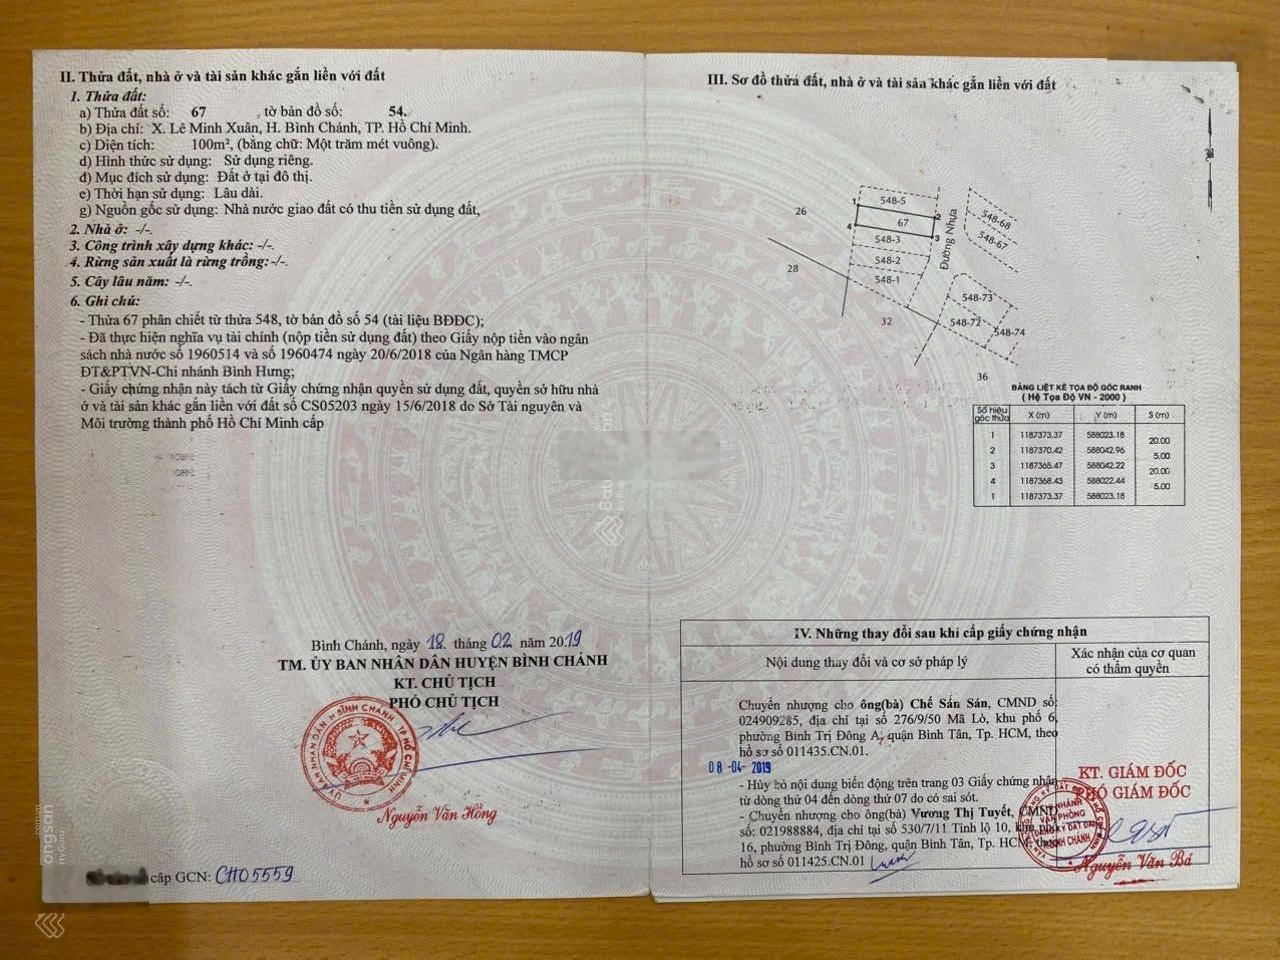 II. Thửa đất, nhà ở và tài sản khác gắn liền với đất
1. Thửa đất:
a) Thửa đất số: 67 , tờ bản đồ số: 54.
b) Địa chỉ: X. Lê Minh Xuân, H. Bình Chánh, TP. Hồ Chí Minh.
c) Diện tích: 100m², (bằng chữ: Một trăm mét vuông).
d) Hình thức sử dụng: Sử dụng riêng.
đ) Mục đích sử dụng: Đất ở tại đô thị.
e) Thời hạn sử dụng: Lâu dài.
g) Nguồn gốc sử dụng: Nhà nước giao đất có thu tiền sử dụng đất,
2. Nhà ở: -/-.
3. Công trình xây dựng khác: -/-.
4. Rừng sản xuất là rừng trồng:-/-.
5. Cây lâu năm: -/-.
6. Ghi chú:
- Thửa 67 phân chiết từ thửa 548, tờ bản đồ số 54 (tài liệu BĐĐC);
- Đã thực hiện nghĩa vụ tài chính (nộp tiền sử dụng đất) theo Giấy nộp tiền vào ngân
sách nhà nước số 1960514 và số 1960474 ngày 20/6/2018 của Ngân hàng TMCP
ĐT&PTVN-Chi nhánh Bình Hưng;
- Giấy chứng nhận này tách từ Giấy chứng nhận quyền sử dụng đất, quyền sở hữu nhà
ở và tài sản khác gắn liền với đất số CS05203 ngày 15/6/2018 do Sở Tài nguyên và
Môi trường thành phố Hồ Chí Minh cấp
Bình Chánh, ngày 18 tháng 02 năm 2019
TM. ỦY BAN NHÂN DÂN HUYỆN BÌNH CHÁNH
KT. CHỦ TỊCH
PHÓ CHỦ TỊCH
Nguyễn Văn Hồng
cấp GCN: CH05559
III. Sơ đồ thửa đất, nhà ở và tài sản khác gắn liền với đất
26
28
32
36
1
2
3
4
548-5
67
548-3
548-2
548-1
Đường Nhựa
548-68
548-67
548-73
548-72
548-74
BẢNG LIỆT KÊ TỌA ĐỘ GÓC RANH
( Hệ Tọa Độ VN - 2000 )
Số hiệu góc thửa X (m) Y (m) S (m)
1 1187373.37 588023.18
20.00
2 1187370.42 588042.96
5.00
3 1187365.47 588042.22
20.00
4 1187368.43 588022.44
5.00
1 1187373.37 588023.18
IV. Những thay đổi sau khi cấp giấy chứng nhận
Nội dung thay đổi và cơ sở pháp lý
Xác nhận của cơ quan
có thẩm quyền
Chuyển nhượng cho ông(bà) Chế Sấn Sán, CMND số:
024909285, địa chỉ tại số 276/9/50 Mã Lò, khu phố 6,
phường Bình Trị Đông A, quận Bình Tân, Tp. HCM, theo
hồ sơ số 011435.CN.01.
08 -04- 2019
- Hủy bỏ nội dung biến động trên trang 03 Giấy chứng nhận
từ dòng thứ 04 đến dòng thứ 07 do có sai sót.
- Chuyển nhượng cho ông(bà) Vương Thị Tuyết, CMND
số: 021988884, địa chỉ tại số 530/7/11 Tỉnh lộ 10, khu phố
16, phường Bình Trị Đông, quận Bình Tân, Tp. HCM, theo
hồ sơ số 011425.CN.01
KT. GIÁM ĐỐC
PHÓ GIÁM ĐỐC
Nguyễn Văn Bá